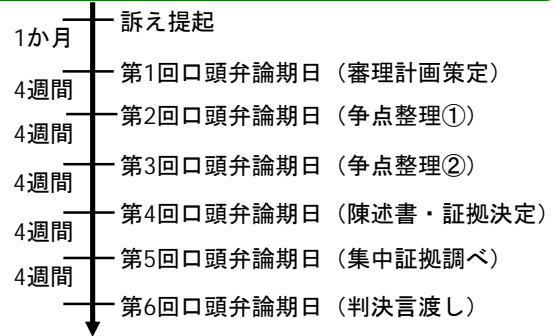 訴え提起
1か月
第1回口頭弁論期日（審理計画策定）
4週間
第2回口頭弁論期日（争点整理①）
4週間
第3回口頭弁論期日（争点整理②）
4週間
第4回口頭弁論期日（陳述書・証拠決定）
4週間
第5回口頭弁論期日（集中証拠調べ）
4週間
第6回口頭弁論期日（判決言渡し）